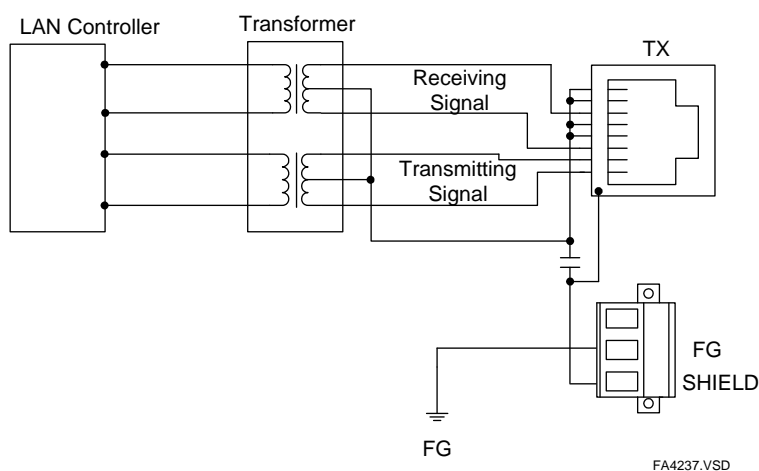 LAN Controller
Transformer
TX
Receiving
Signal
Transmitting
Signal
FG
SHIELD
FG
FA4237.VSD